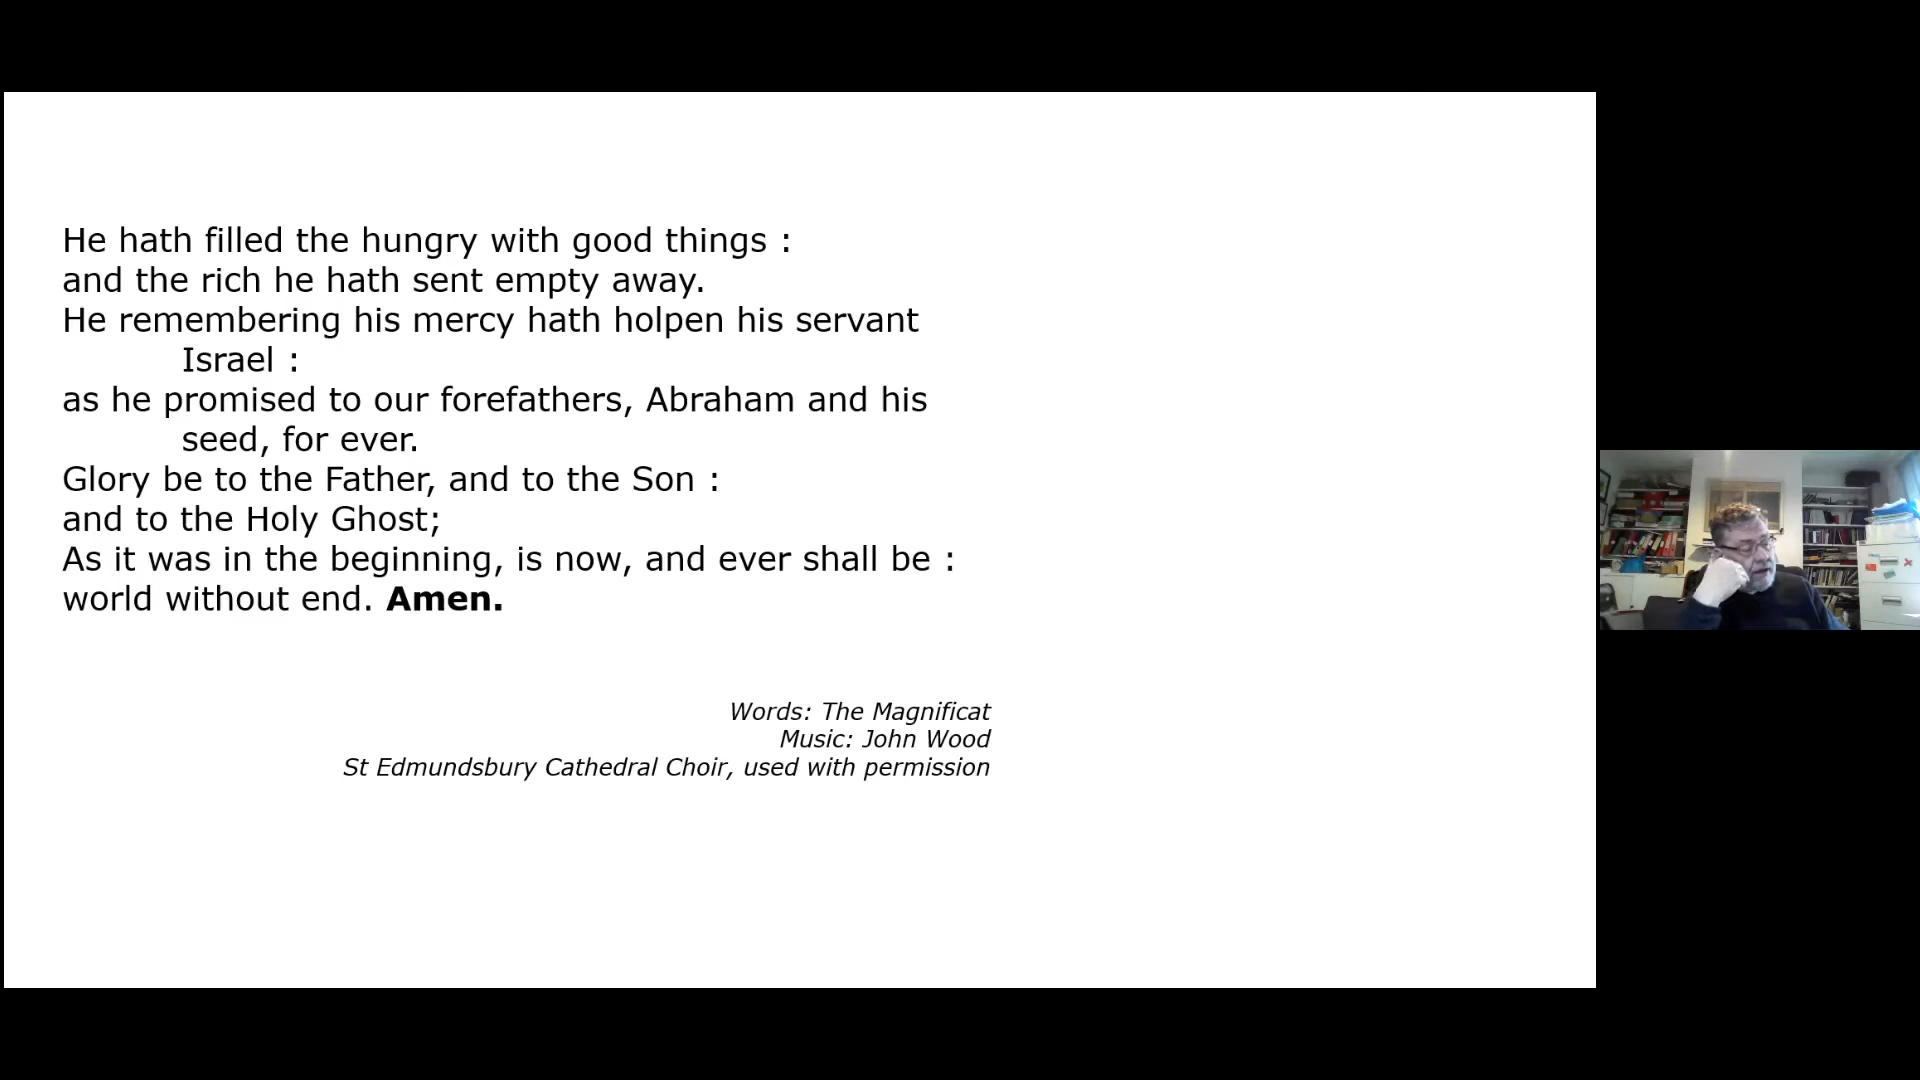 He hath filled the hungry with good things :
and the rich he hath sent empty away.
He remembering his mercy hath holpen his servant
Israel :
as he promised to our forefathers, Abraham and his
seed, for ever.
Glory be to the Father, and to the Son :
and to the Holy Ghost;
As it was in the beginning, is now, and ever shall be :
world without end. Amen.
Words: The Magnificat
Music: John Wood
St Edmundsbury Cathedral Choir, used with permission